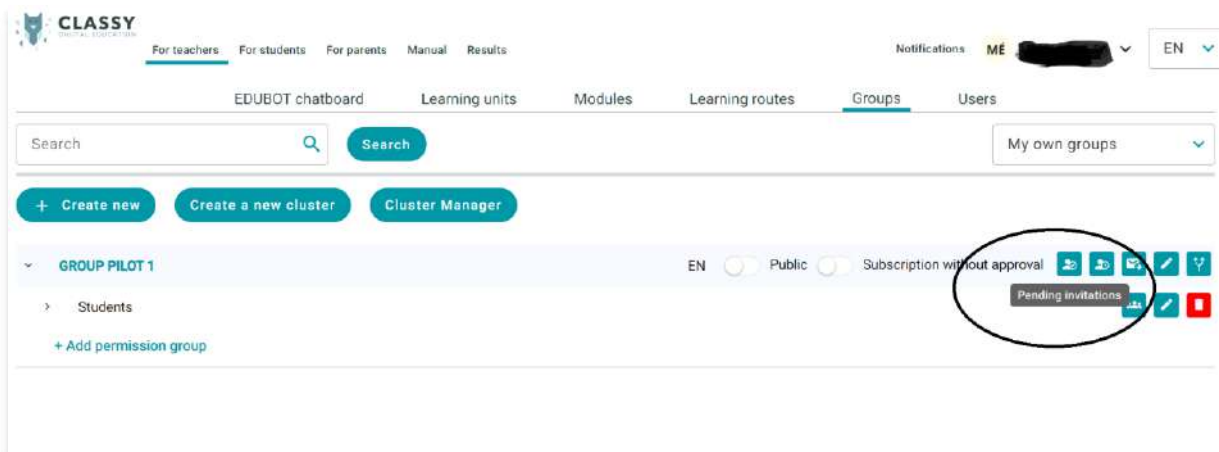 CLASSY
DIGITAL EDUCATION
For teachers For students For parents Manual Results
Notifications MÉ EN
EDUBOT chatboard Learning units Modules Learning routes Groups Users
Search Search My own groups
+ Create new Create a new cluster Cluster Manager
GROUP PILOT 1 EN Public Subscription without approval
Pending invitations
Students
+ Add permission group